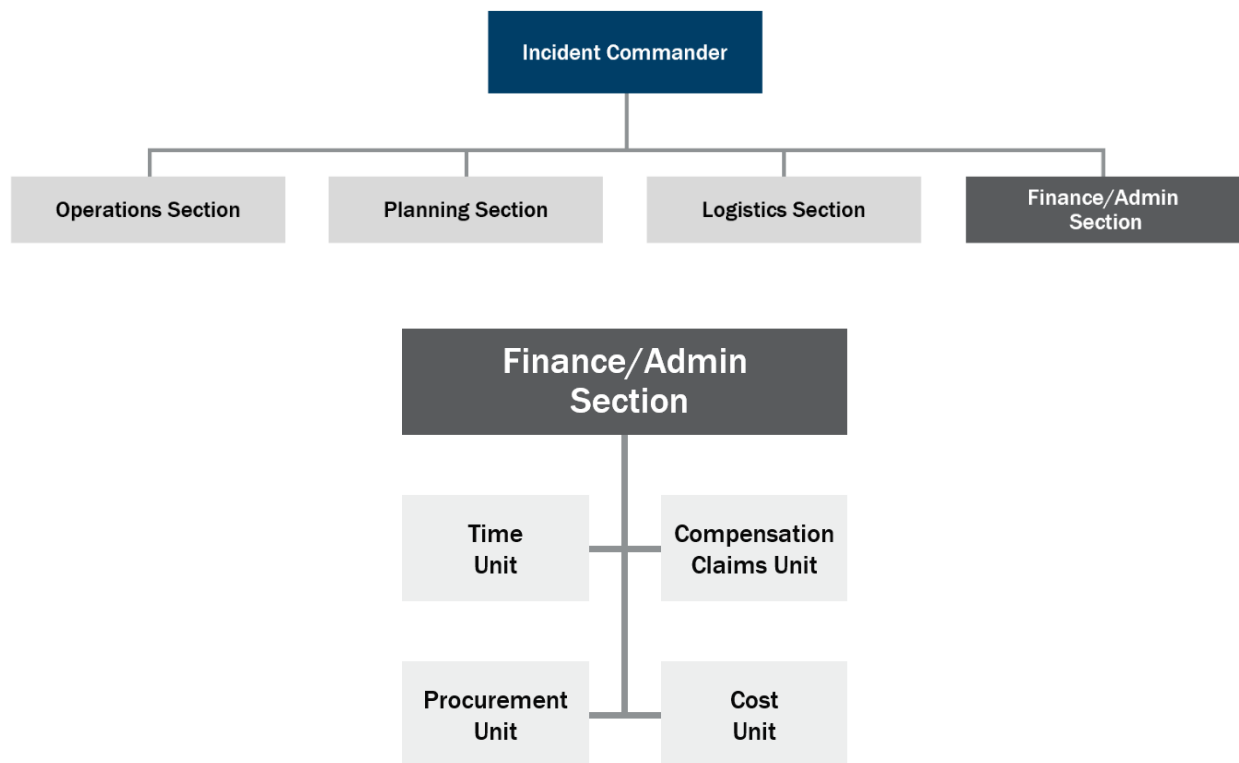 Incident Commander
Operations Section
Planning Section
Logistics Section
Finance/Admin
Section
Finance/Admin
Section
Time
Unit
Compensation
Claims Unit
Procurement
Unit
Cost
Unit